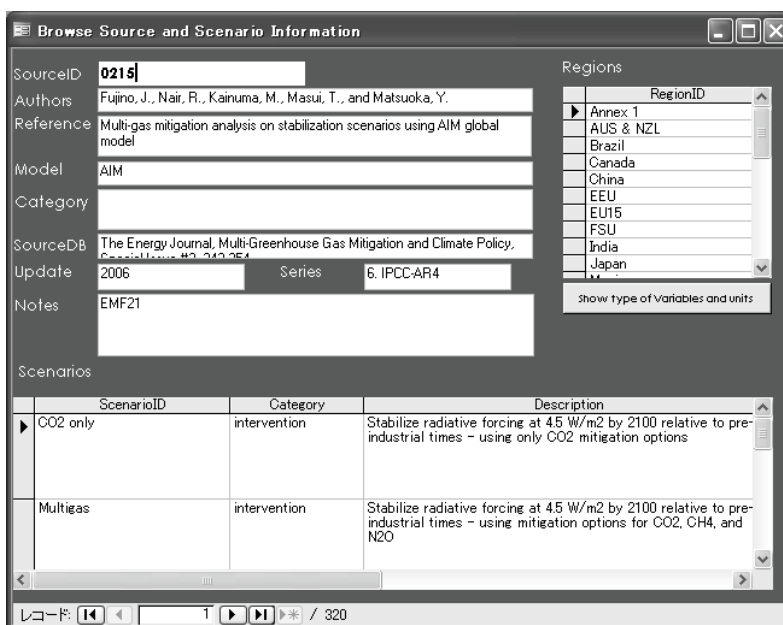 Browse Source and Scenario Information
SourceID
0215
Authors
Fujino, J., Nair, R., Kainuma, M., Masui, T., and Matsuoka, Y.
Reference
Multi-gas mitigation analysis on stabilization scenarios using AIM global
model
Model
AIM
Category
SourceDB
The Energy Journal, Multi-Greenhouse Gas Mitigation and Climate Policy,
Update
2006
Series
6. IPCC-AR4
Notes
EMF21
Regions
RegionID
Annex 1
AUS & NZL
Brazil
Canada
China
EEU
EU15
FSU
India
Japan
Show type of Variables and units
Scenarios
ScenarioID Category Description
CO2 only
intervention
Stabilize radiative forcing at 4.5 W/m2 by 2100 relative to pre-
industrial times - using only CO2 mitigation options
Multigas
intervention
Stabilize radiative forcing at 4.5 W/m2 by 2100 relative to pre-
industrial times - using mitigation options for CO2, CH4, and
N2O
レコード: 1 / 320